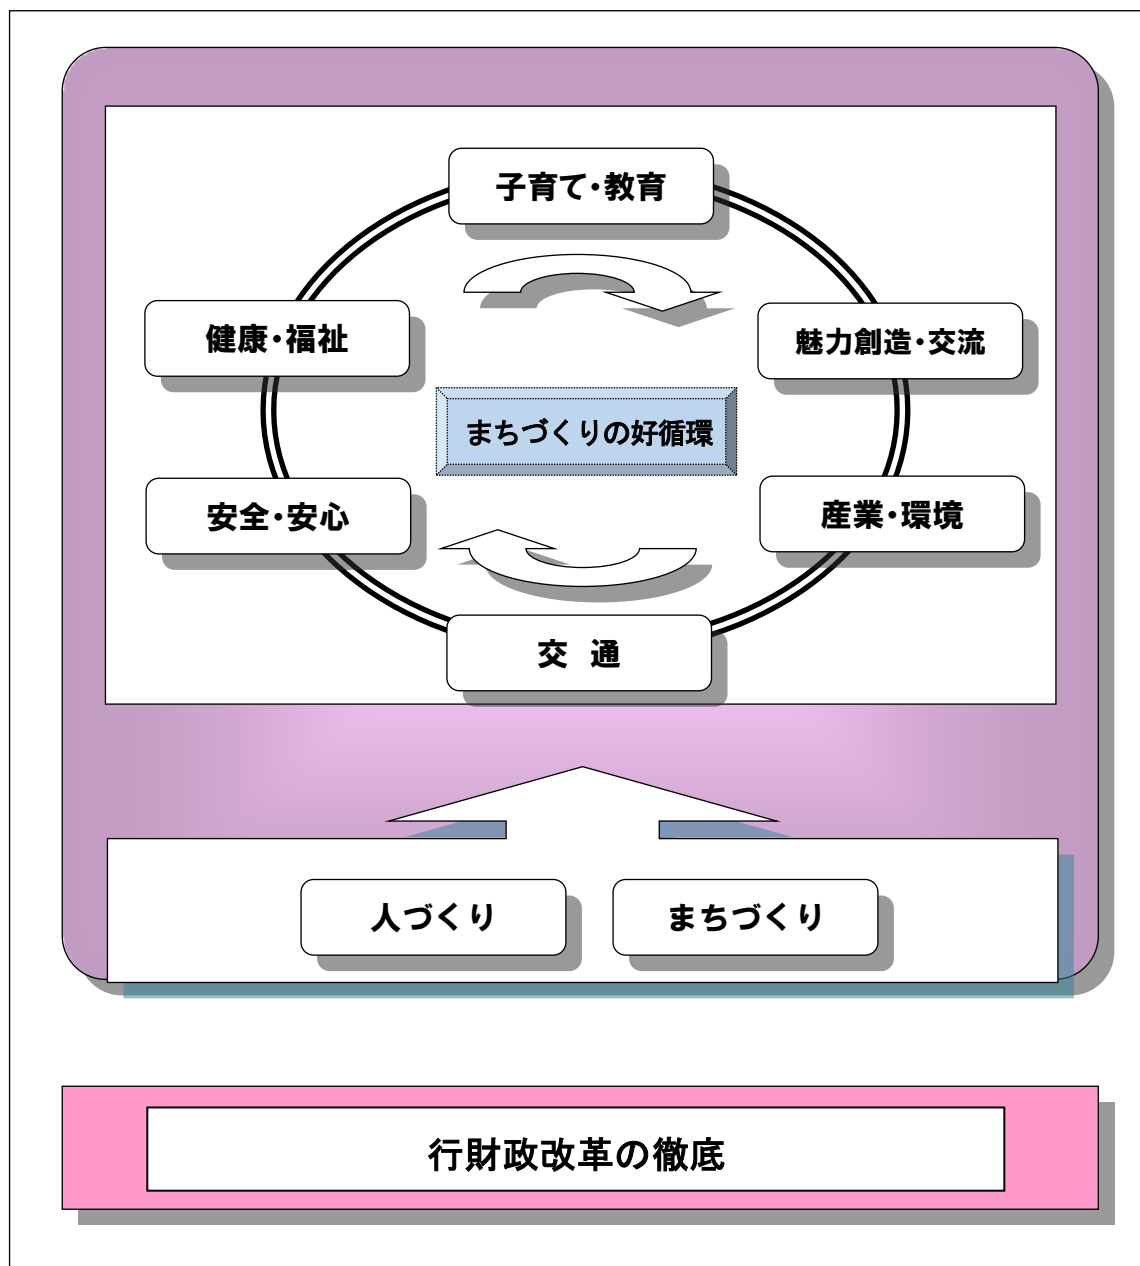 子育て・教育
健康・福祉
魅力創造・交流
まちづくりの好循環
安全・安心
産業・環境
交 通
人づくり
まちづくり
行財政改革の徹底